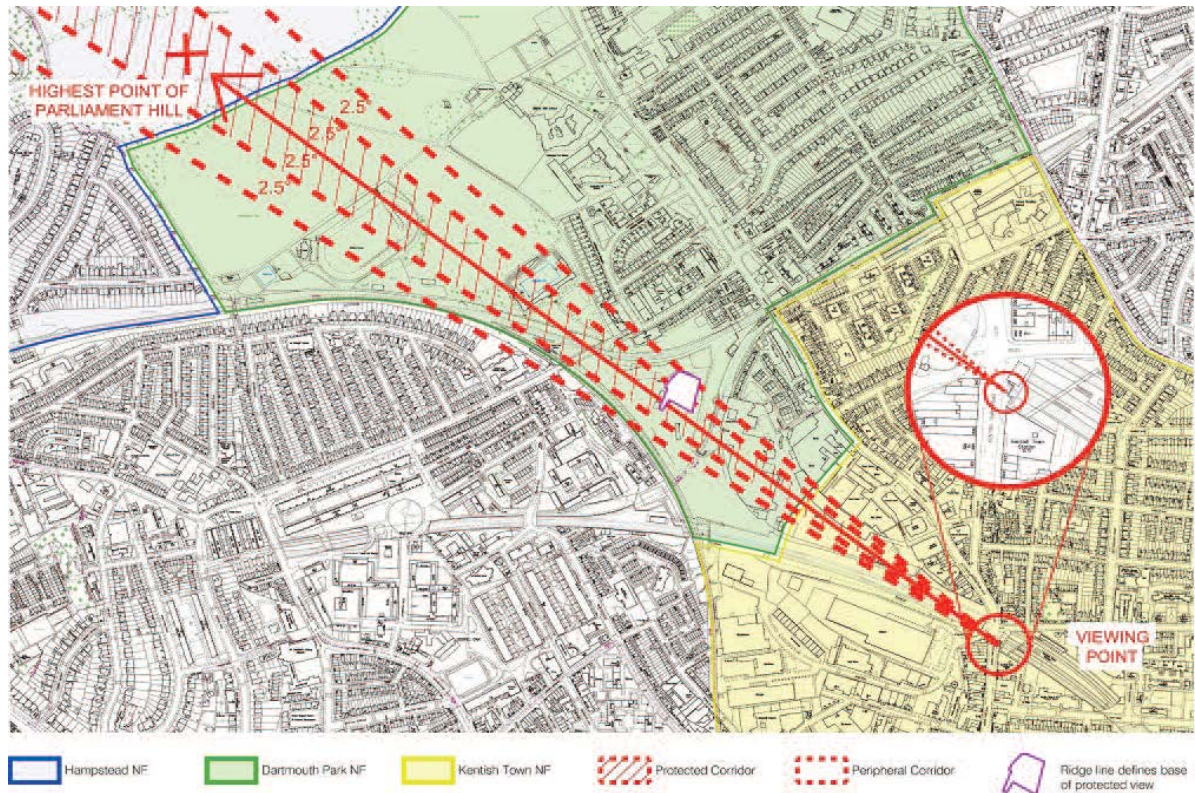 HIGHEST POINT OF
PARLIAMENT HILL
2.5°
2.5°
2.5°
2.5°
VIEWING
POINT
Hampstead NF
Dartmouth Park NF
Kentish Town NF
Protected Corridor
Peripheral Corridor
Ridge line defines base
of protected view